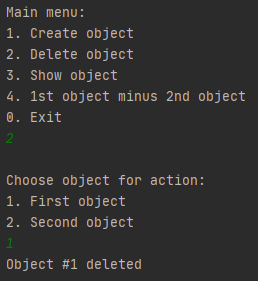 Main menu:
1. Create object
2. Delete object
3. Show object
4. 1st object minus 2nd object
0. Exit
2
Choose object for action:
1. First object
2. Second object
1
Object #1 deleted